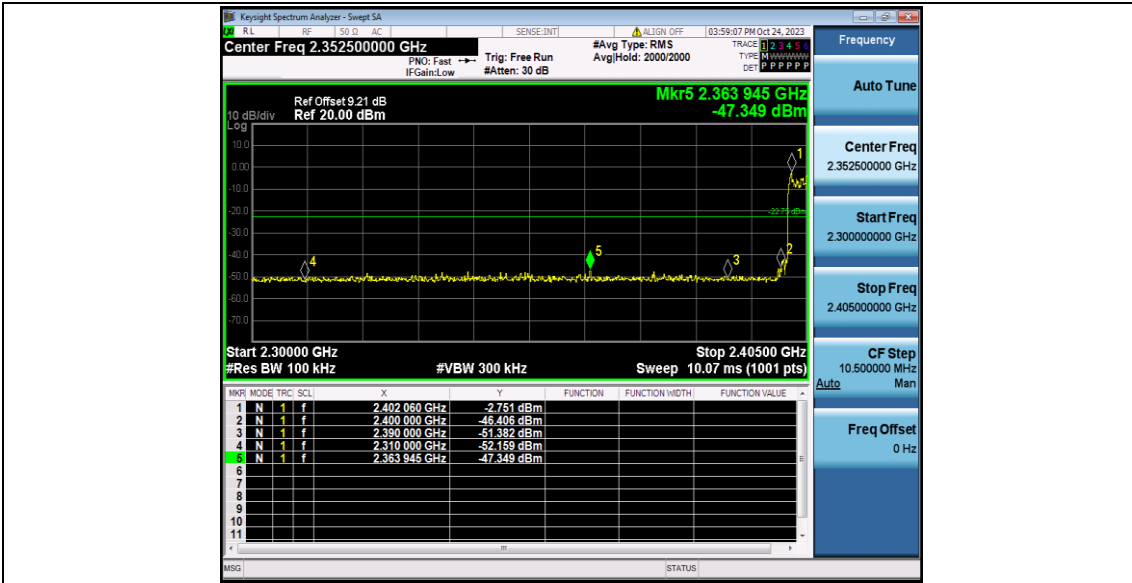 Keysight Spectrum Analyzer - Swept SA
RL RF 50 Ω AC SENSE:INT ALIGN OFF 03:59:07 PM Oct 24, 2023
Center Freq 2.352500000 GHz
PNO: Fast
IFGain:Low
Trig: Free Run
#Atten: 30 dB
#Avg Type: RMS
Avg|Hold: 2000/2000
TRACE 1 2 3 4 5 6
TYPE M WWWWW
DET P P P P P P
Mkr5 2.363 945 GHz
-47.349 dBm
Ref Offset 9.21 dB
10 dB/div Ref 20.00 dBm
Log
10.0
0.00
-10.0
-20.0
-30.0
-40.0
-50.0
-60.0
-70.0
1
-22.75 dBm
2
3
4
5
Start 2.30000 GHz Stop 2.40500 GHz
#Res BW 100 kHz #VBW 300 kHz Sweep 10.07 ms (1001 pts)
MKR MODE TRC SCL X Y FUNCTION FUNCTION WIDTH FUNCTION VALUE
1 N 1 f 2.402 060 GHz -2.751 dBm
2 N 1 f 2.400 000 GHz -46.406 dBm
3 N 1 f 2.390 000 GHz -51.382 dBm
4 N 1 f 2.310 000 GHz -52.159 dBm
5 N 1 f 2.363 945 GHz -47.349 dBm
6
7
8
9
10
11
MSG STATUS
Frequency
Auto Tune
Center Freq
2.352500000 GHz
Start Freq
2.300000000 GHz
Stop Freq
2.405000000 GHz
CF Step
10.500000 MHz
Auto Man
Freq Offset
0 Hz